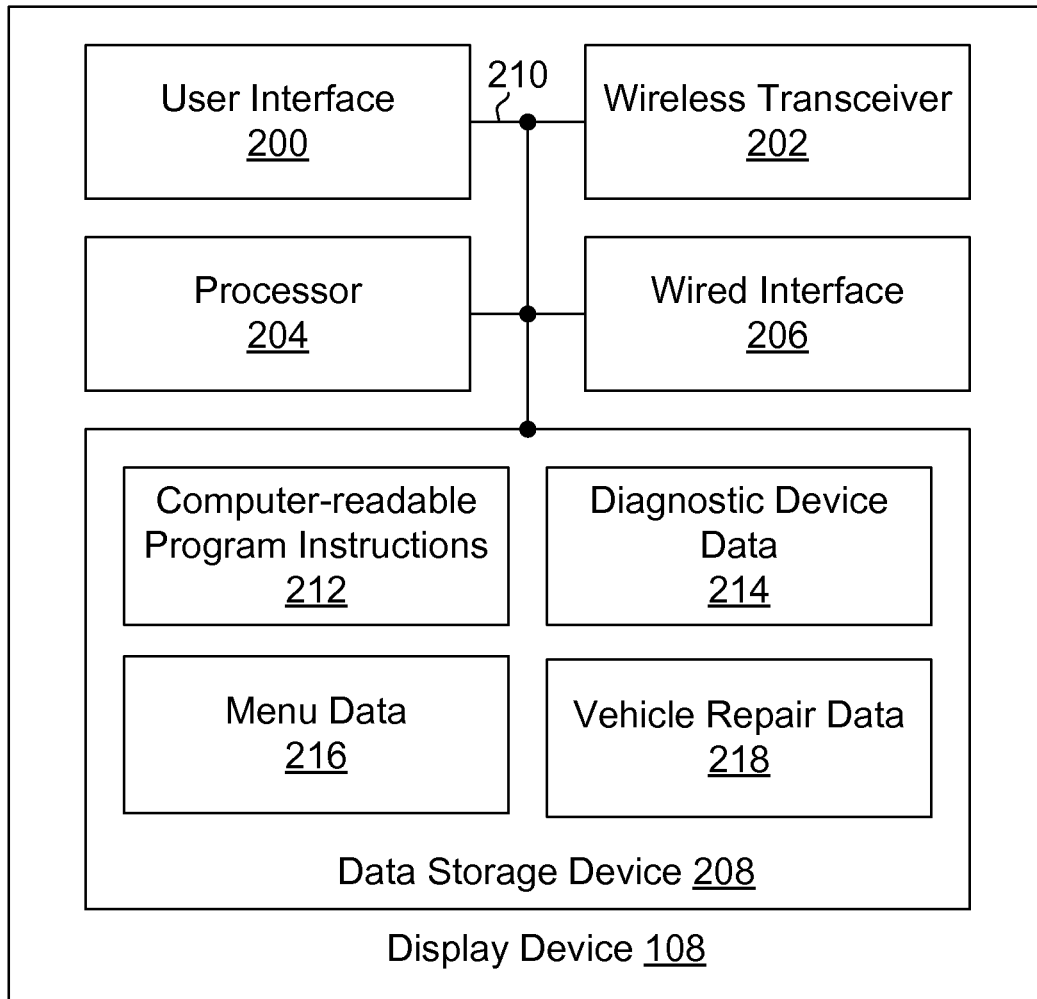 210
User Interface
200
Wireless Transceiver
202
Processor
204
Wired Interface
206
Computer-readable
Program Instructions
212
Diagnostic Device
Data
214
Menu Data
216
Vehicle Repair Data
218
Data Storage Device 208
Display Device 108